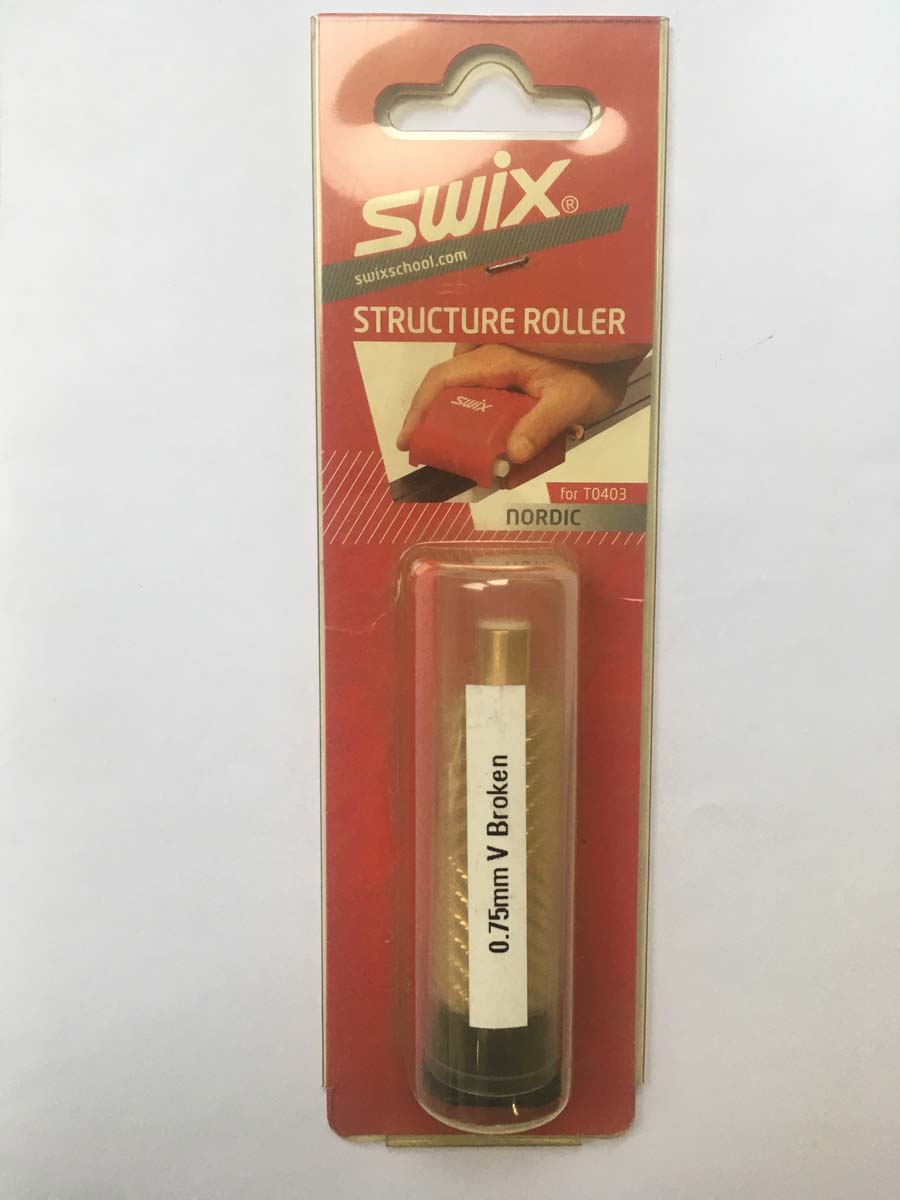 swix®
swixschool.com
STRUCTURE ROLLER
swix
for T0403
NORDIC
0.75mm V Broken